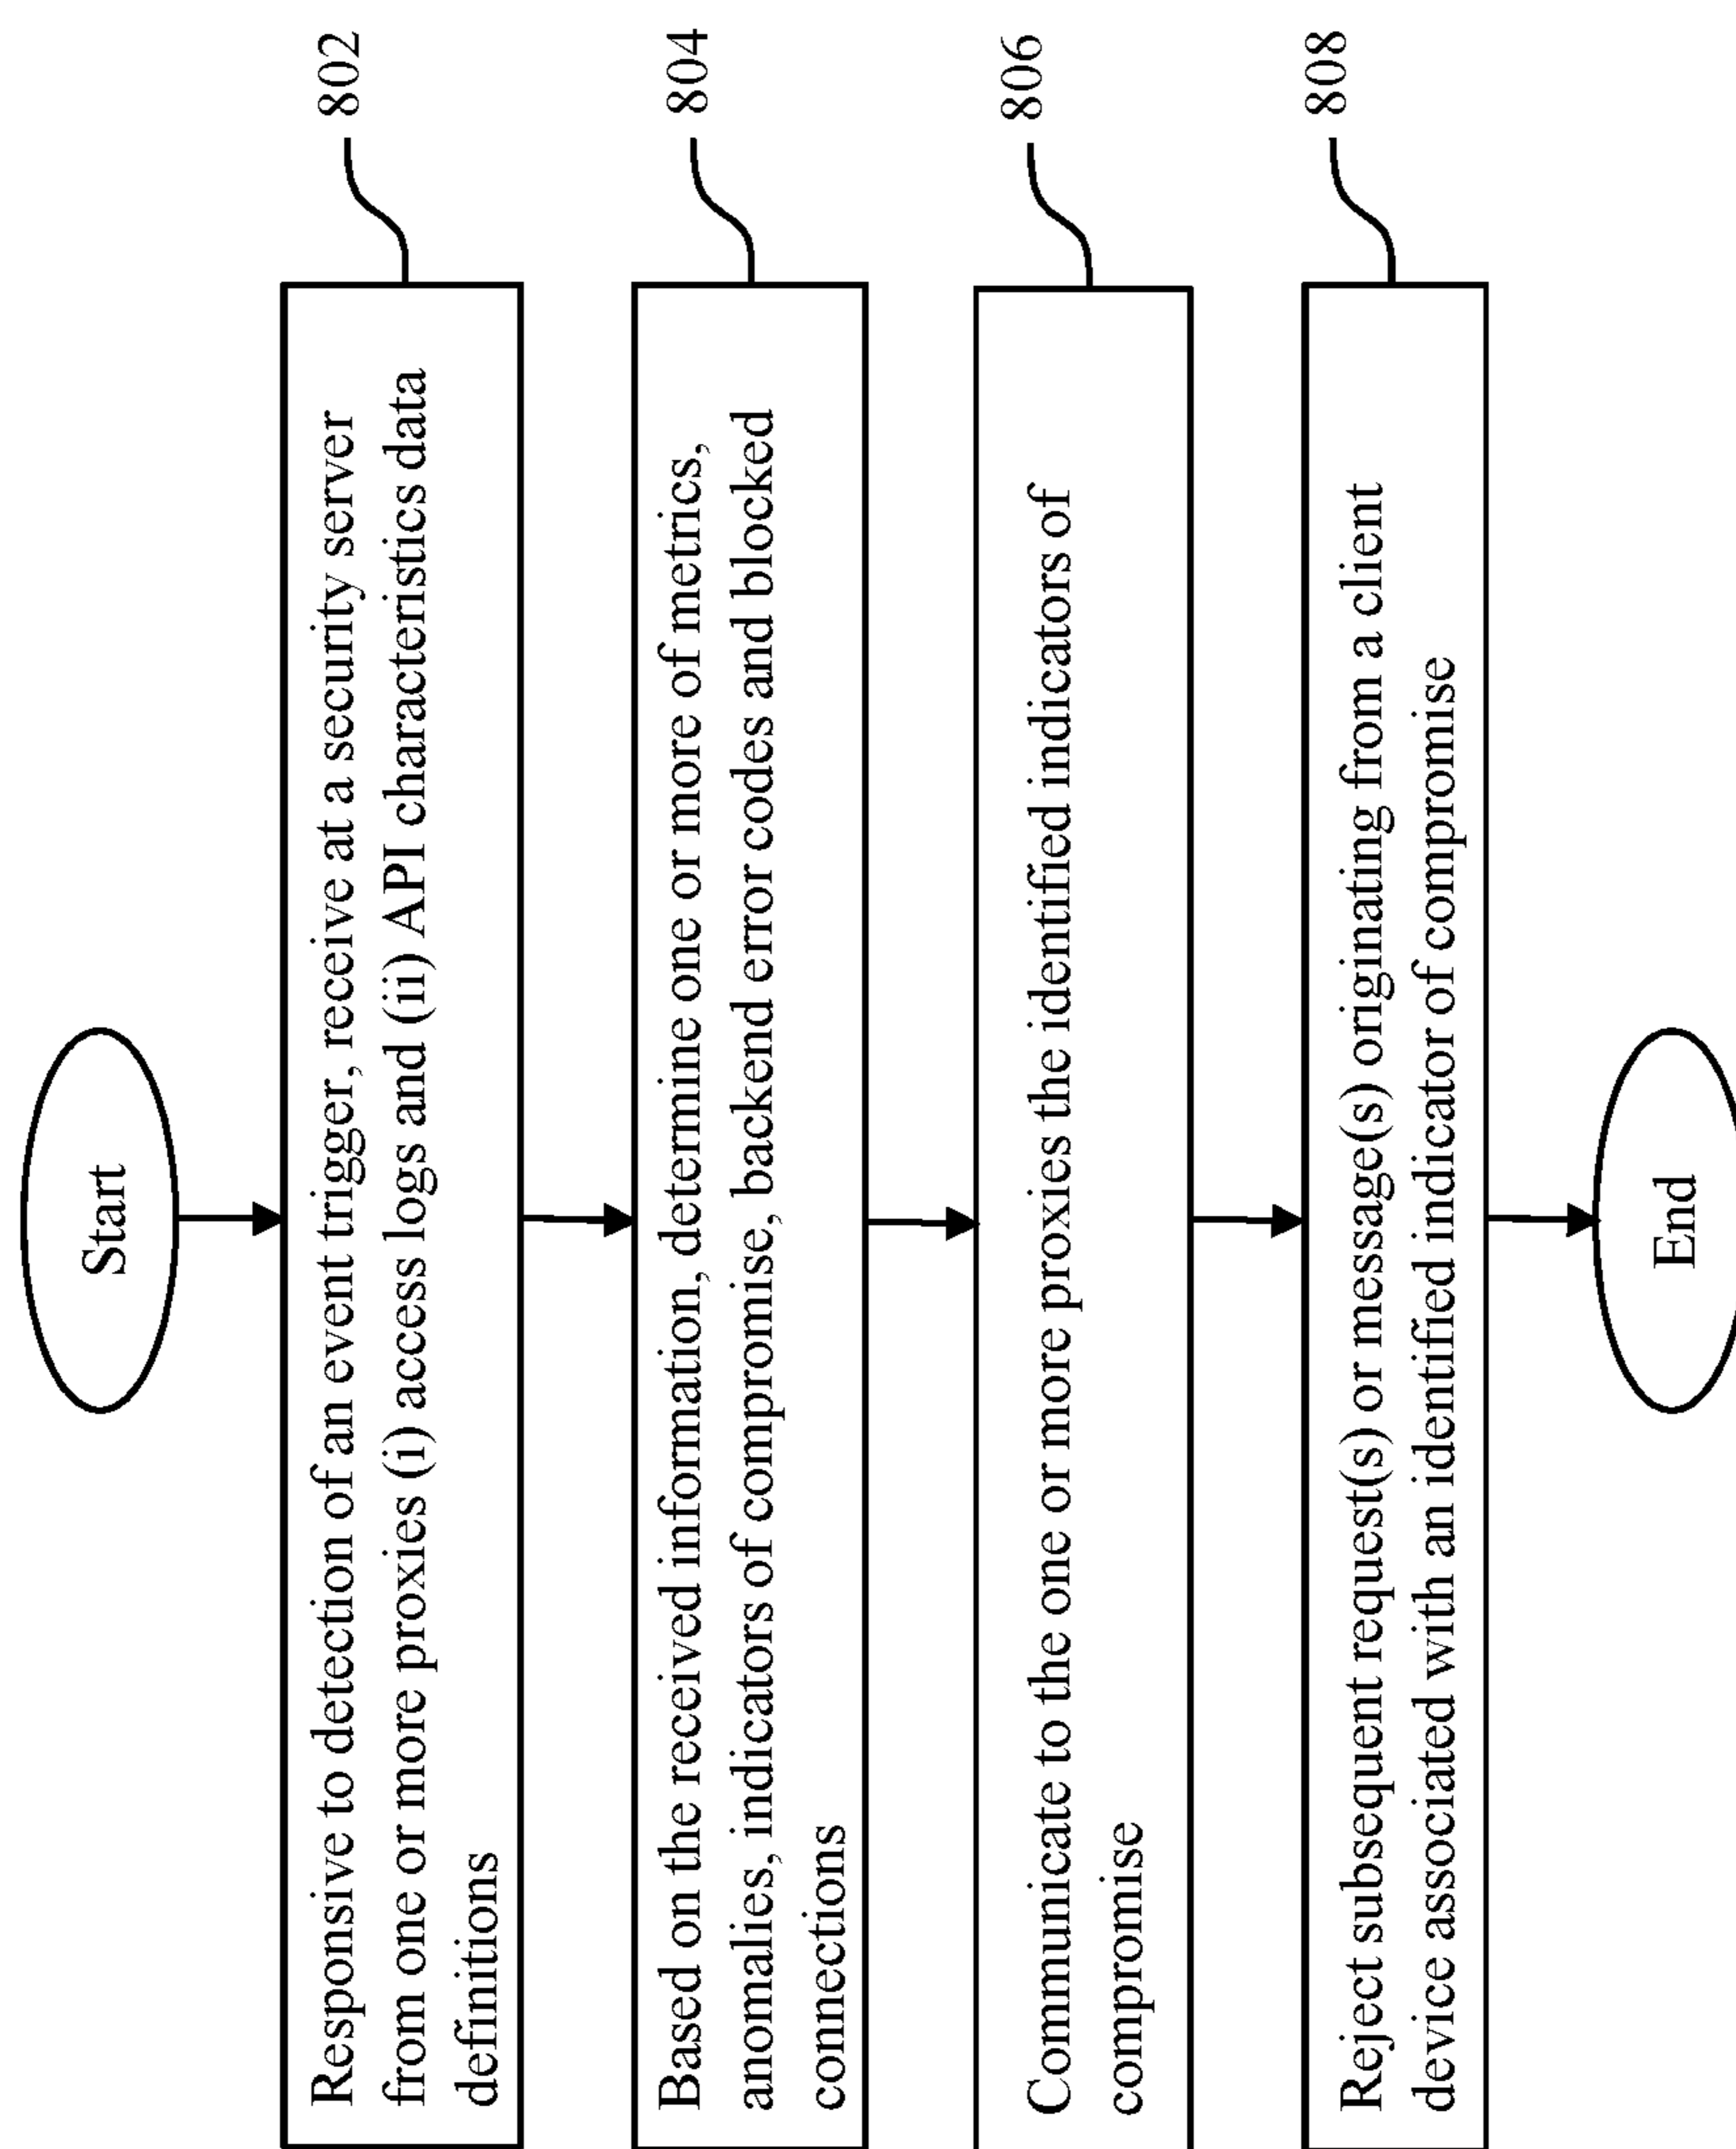 Start
Responsive to detection of an event trigger, receive at a security server
from one or more proxies (i) access logs and (ii) API characteristics data
definitions
802
Based on the received information, determine one or more of metrics,
anomalies, indicators of compromise, backend error codes and blocked
connections
804
Communicate to the one or more proxies the identified indicators of
compromise
806
Reject subsequent request(s) or message(s) originating from a client
device associated with an identified indicator of compromise
808
End